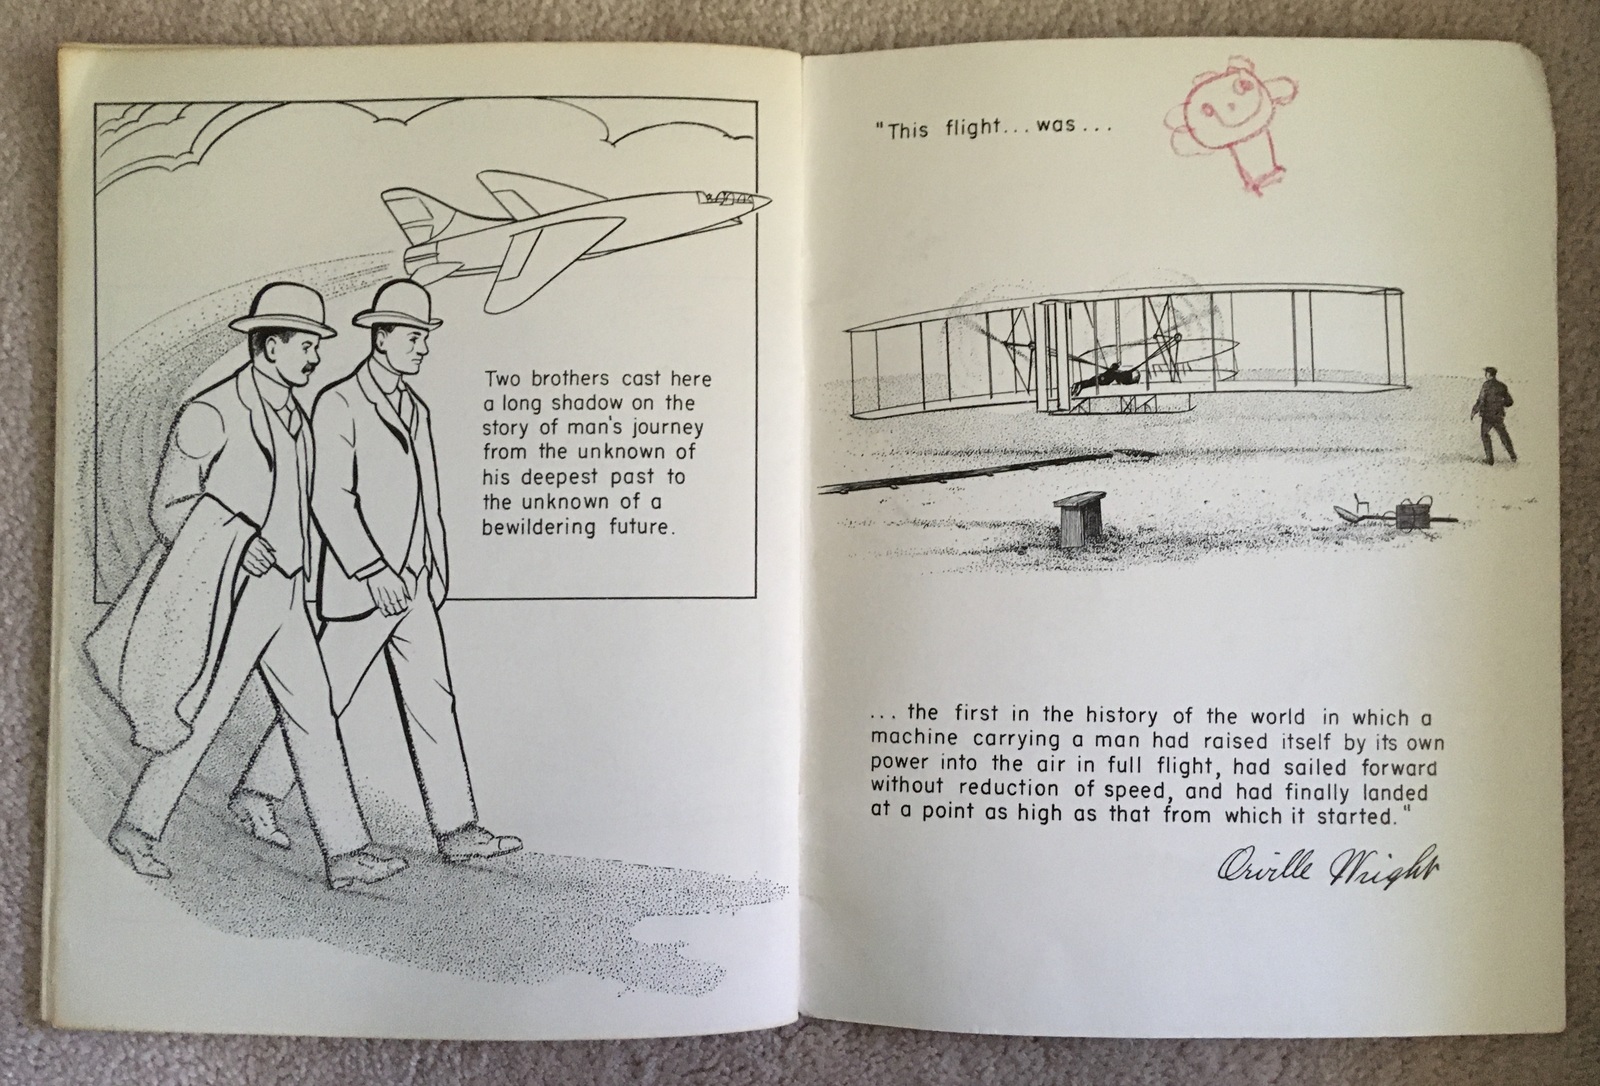 Two brothers cast here
a long shadow on the
story of man's journey
from the unknown of
his deepest past to
the unknown of a
bewildering future.
"This flight...was...
... the first in the history of the world in which a
machine carrying a man had raised itself by its own
power into the air in full flight, had sailed forward
without reduction of speed, and had finally landed
at a point as high as that from which it started."
Orville Wright